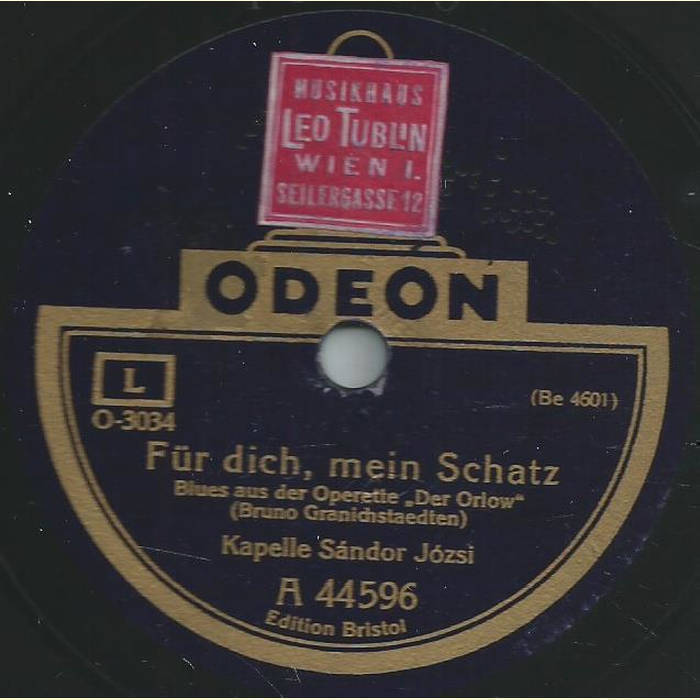 MUSIKHAUS
LEO TUBLIN
WIEN I.
SEILERGASSE 12
ODEON
L
O-3034
(Be 4601)
Für dich, mein Schatz
Blues aus der Operette „Der Orlow“
(Bruno Granichstaedten)
Kapelle Sándor Józsi
A 44596
Edition Bristol